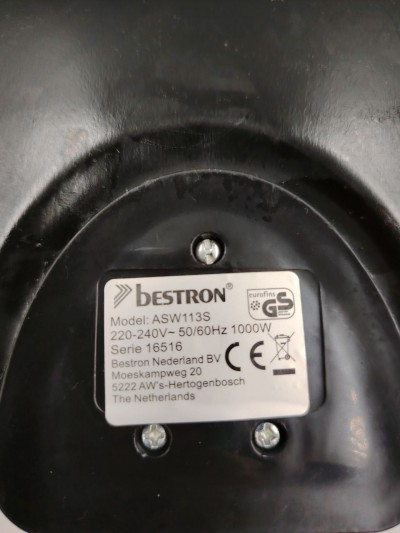 BESTRON®
eurofins
GS
Model: ASW113S
220-240V~ 50/60Hz 1000W
Serie 16516
Bestron Nederland BV
Moeskampweg 20
5222 AW's-Hertogenbosch
The Netherlands
CE